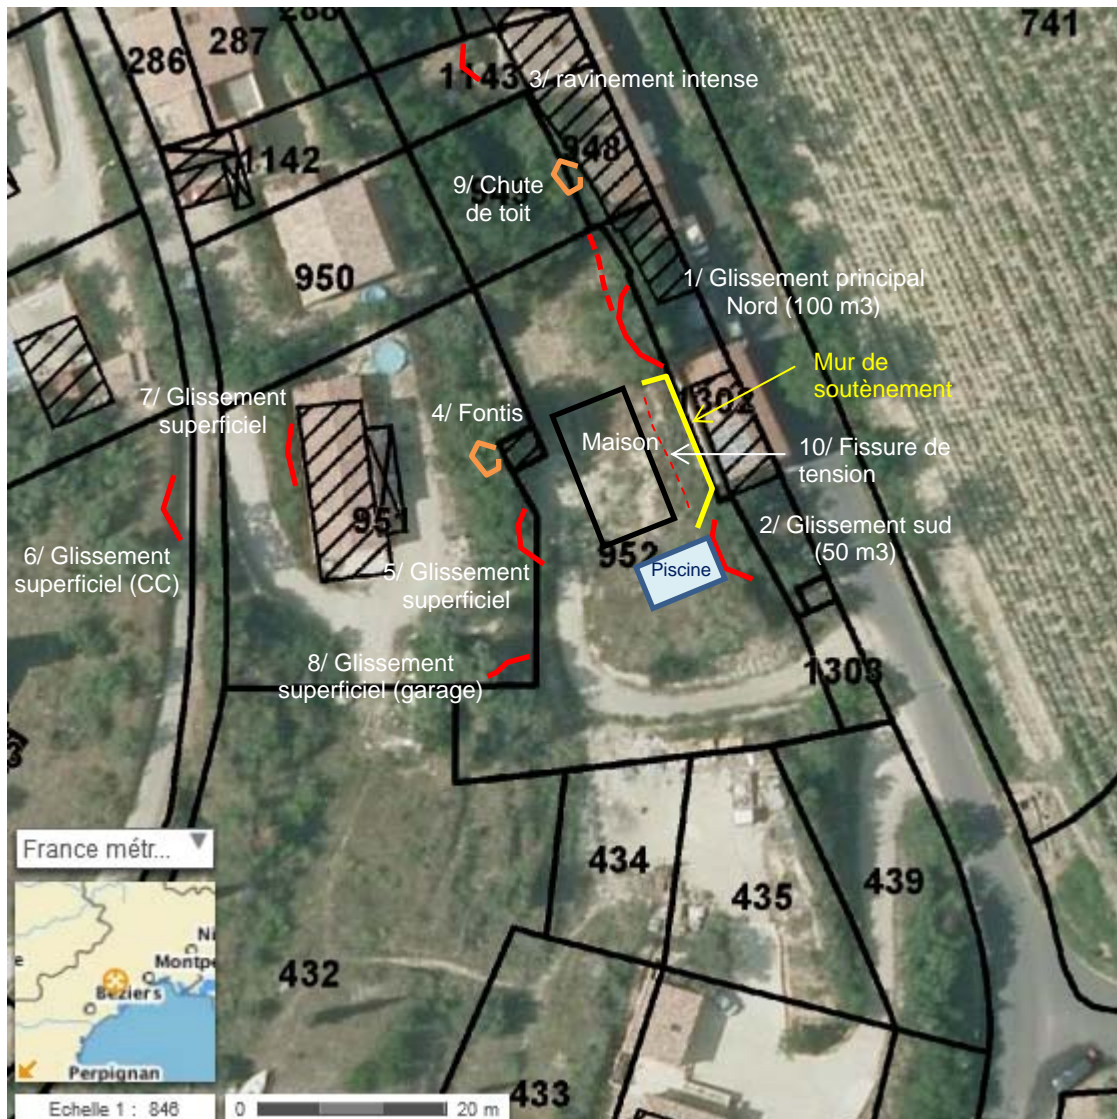 288
741
287
286
1143
3/ ravinement intense
948
1142
9/ Chute
de toit
950
1/ Glissement principal
Nord (100 m3)
Mur de
soutènement
302
7/ Glissement
superficiel
4/ Fontis
Maison
10/ Fissure de
tension
951
2/ Glissement sud
(50 m3)
6/ Glissement
superficiel (CC)
952
5/ Glissement
superficiel
Piscine
8/ Glissement
superficiel (garage)
1303
France métr...
434
435
439
432
Ni
Montpe
Béziers
Perpignan
433
Echelle 1 : 846
0
20 m